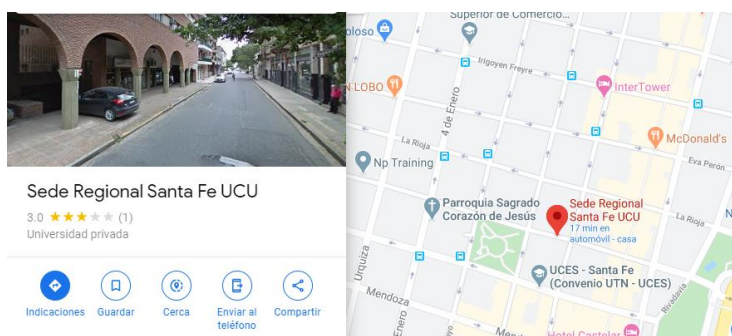 Sede Regional Santa Fe UCU
3.0 ★★★★★ (1)
Universidad privada
Indicaciones
Guardar
Cerca
Enviar al
teléfono
Compartir
Superior de Comercio...
oloso
Irigoyen Freyre
InterTower
N LOBO
4 de Enero
McDonald's
La Rioja
Eva Perón
Np Training
Parroquia Sagrado
Corazón de Jesús
Sede Regional
Santa Fe UCU
17 min en
automóvil - casa
La Rioja
N
Urquiza
UCES - Santa Fe
(Convenio UTN - UCES)
Mendoza
Rivadavia
Enero
Hotel Castelar